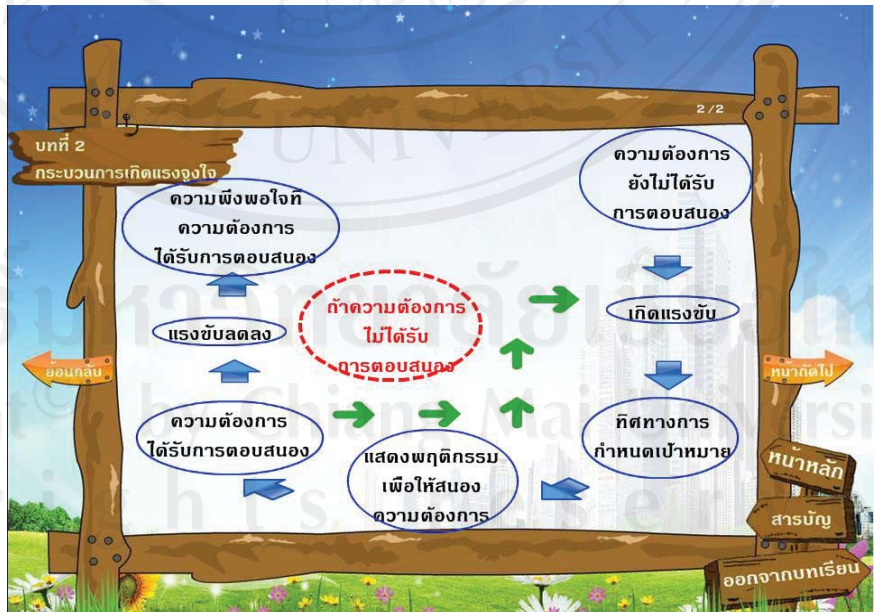 2/2
บทที่ 2
กระบวนการเกิดแรงจูงใจ
ความต้องการ
ยังไม่ได้รับ
การตอบสนอง
ความพึงพอใจที่
ความต้องการ
ได้รับการตอบสนอง
ถ้าความต้องการ
ไม่ได้รับ
การตอบสนอง
เกิดแรงขับ
แรงขับลดลง
ย้อนกลับ
หน้าถัดไป
ความต้องการ
ได้รับการตอบสนอง
ทิศทางการ
กำหนดเป้าหมาย
แสดงพฤติกรรม
เพื่อให้สนอง
ความต้องการ
หน้าหลัก
สารบัญ
ออกจากบทเรียน